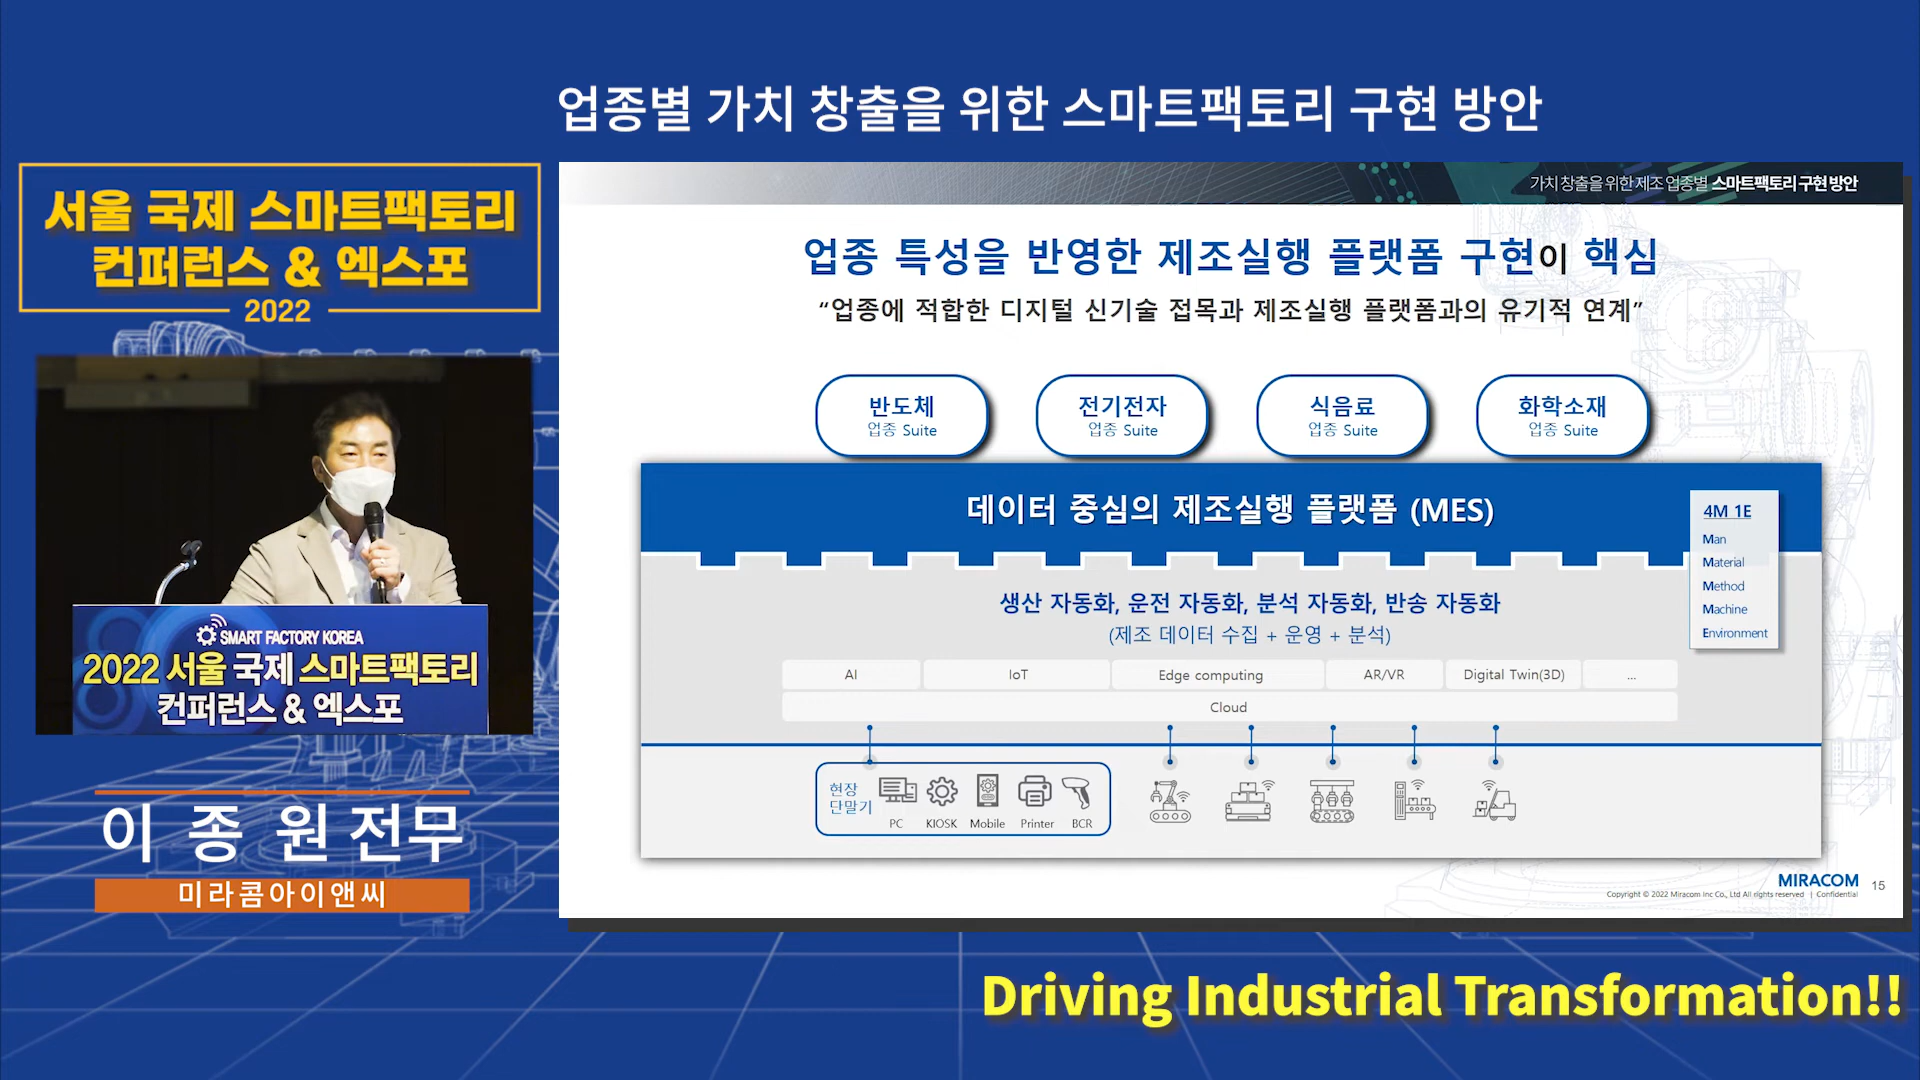 업종별 가치 창출을 위한 스마트팩토리 구현 방안
서울 국제 스마트팩토리
컨퍼런스 & 엑스포
2022
SMART FACTORY KOREA
2022 서울 국제 스마트팩토리
컨퍼런스 & 엑스포
이 종 원 전무
미라콤아이앤씨
가치 창출을 위한 제조 업종별 스마트팩토리 구현 방안
업종 특성을 반영한 제조실행 플랫폼 구현이 핵심
“업종에 적합한 디지털 신기술 접목과 제조실행 플랫폼과의 유기적 연계”
반도체
업종 Suite
전기전자
업종 Suite
식음료
업종 Suite
화학소재
업종 Suite
데이터 중심의 제조실행 플랫폼 (MES)
4M 1E
Man
Material
Method
Machine
Environment
생산 자동화, 운전 자동화, 분석 자동화, 반송 자동화
(제조 데이터 수집 + 운영 + 분석)
AI
IoT
Edge computing
AR/VR
Digital Twin(3D)
...
Cloud
현장
단말기
PC
KIOSK
Mobile
Printer
BCR
MIRACOM
Copyright © 2022 Miracom Inc Co., Ltd All rights reserved | Confidential
15
Driving Industrial Transformation!!